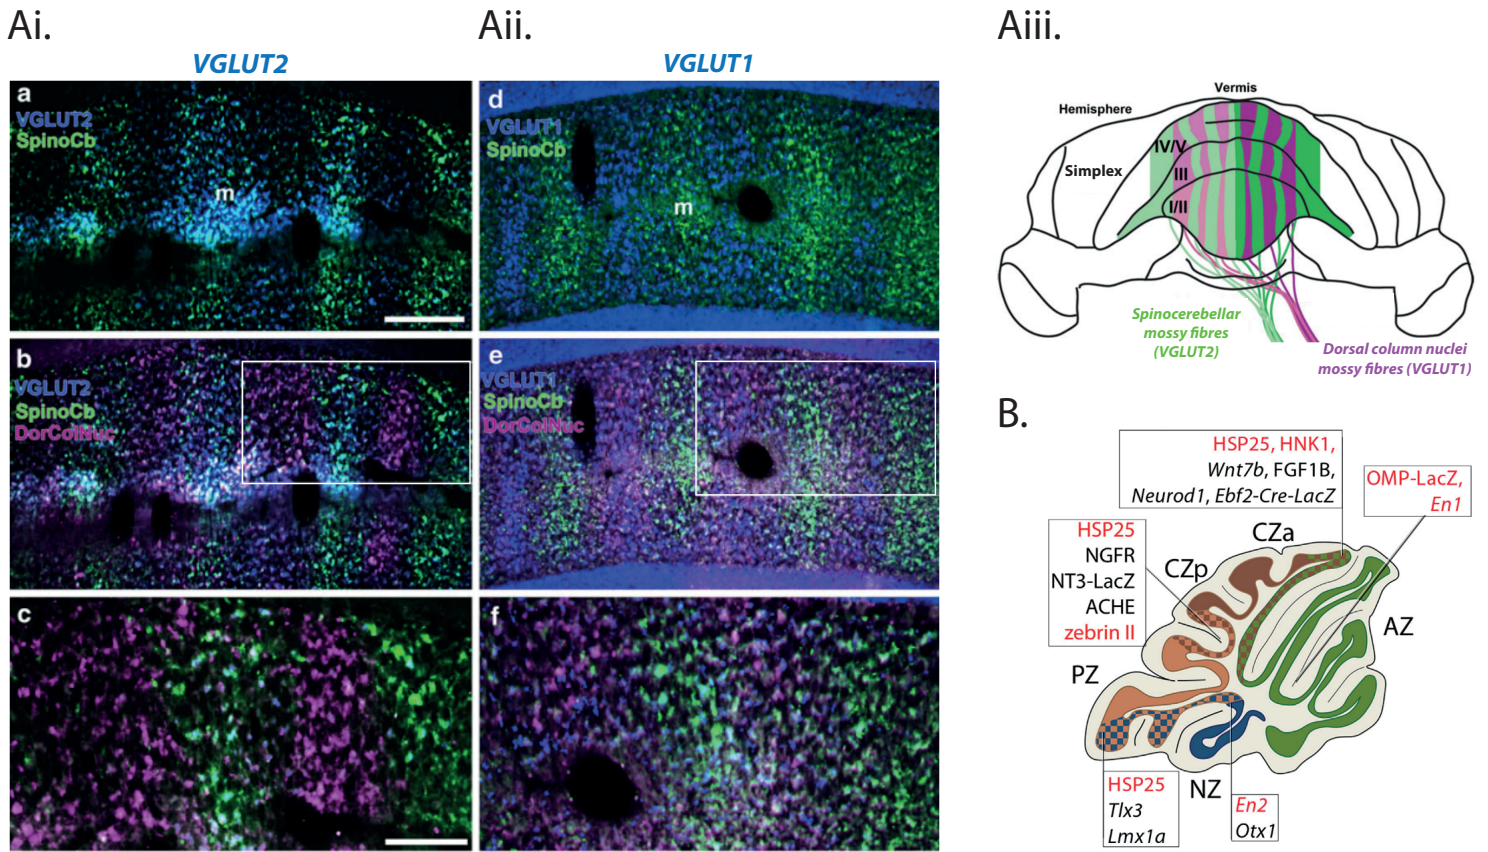 Ai.
VGLUT2
a
VGLUT2
SpinoCb
m
b
VGLUT2
SpinoCb
DorColNuc
c
Aii.
VGLUT1
d
VGLUT1
SpinoCb
m
e
VGLUT1
SpinoCb
DorColNuc
f
Aiii.
Vermis
Hemisphere
IV/V
Simplex
III
I/II
Spinocerebellar
mossy fibres
(VGLUT2)
Dorsal column nuclei
mossy fibres (VGLUT1)
B.
HSP25, HNK1,
Wnt7b, FGF1B,
Neurod1, Ebf2-Cre-LacZ
OMP-LacZ,
En1
HSP25
NGFR
NT3-LacZ
ACHE
zebrin II
CZa
CZp
AZ
PZ
NZ
HSP25
Tlx3
Lmx1a
En2
Otx1